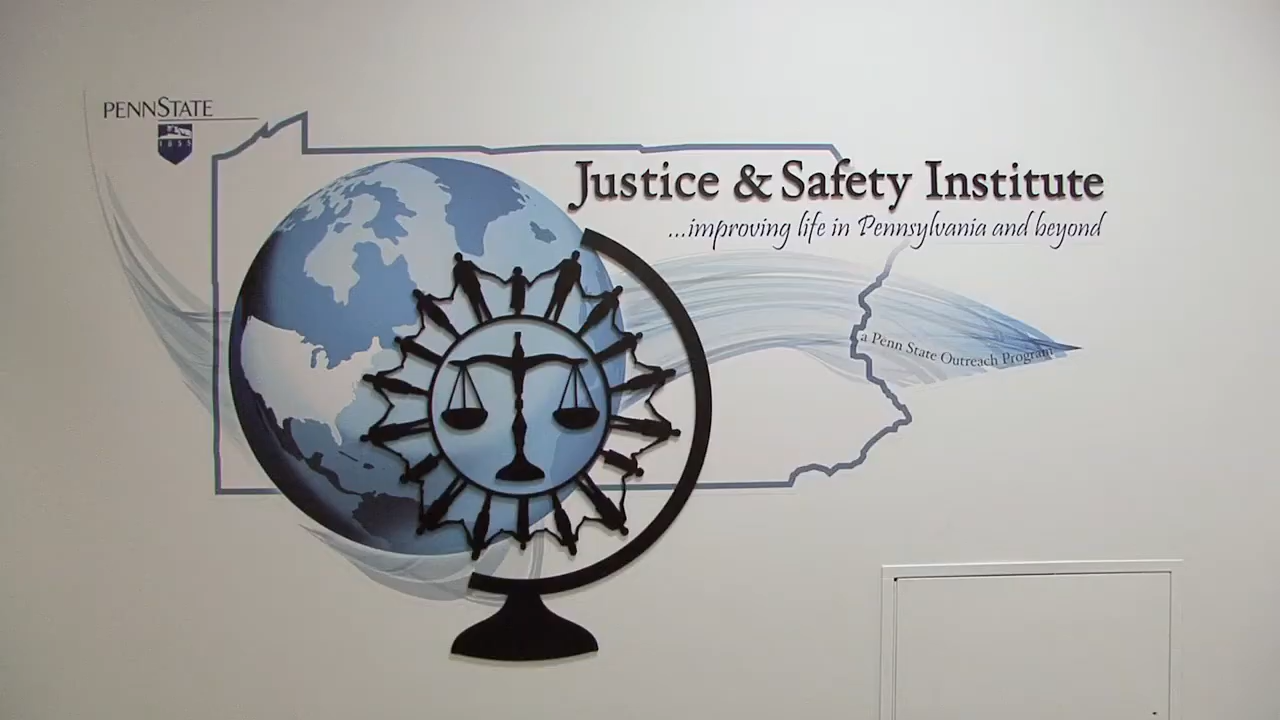 PENNSTATE
1855
Justice & Safety Institute
...improving life in Pennsylvania and beyond
a Penn State Outreach Program